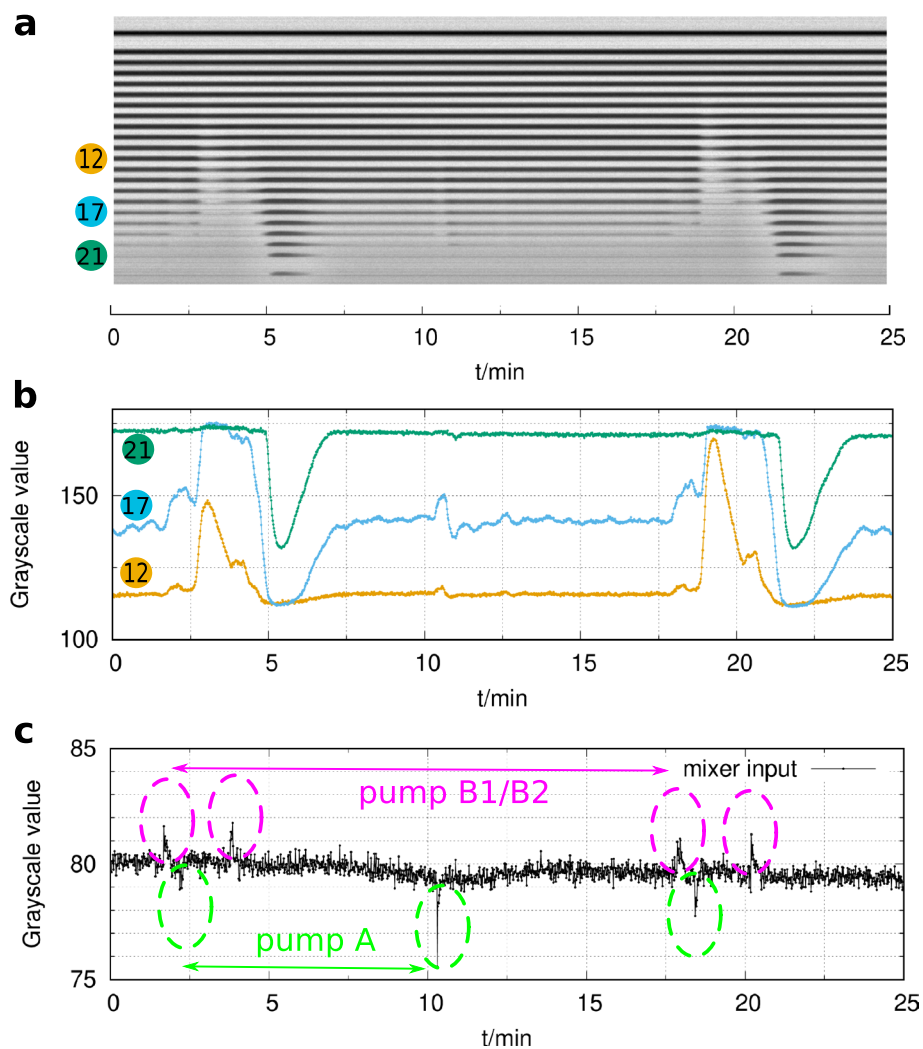 a
12
17
21
0 5 10 15 20 25
t/min
b
Grayscale value
150
100
21
17
12
0 5 10 15 20 25
t/min
c
Grayscale value
85
80
75
mixer input
pump B1/B2
pump A
0 5 10 15 20 25
t/min